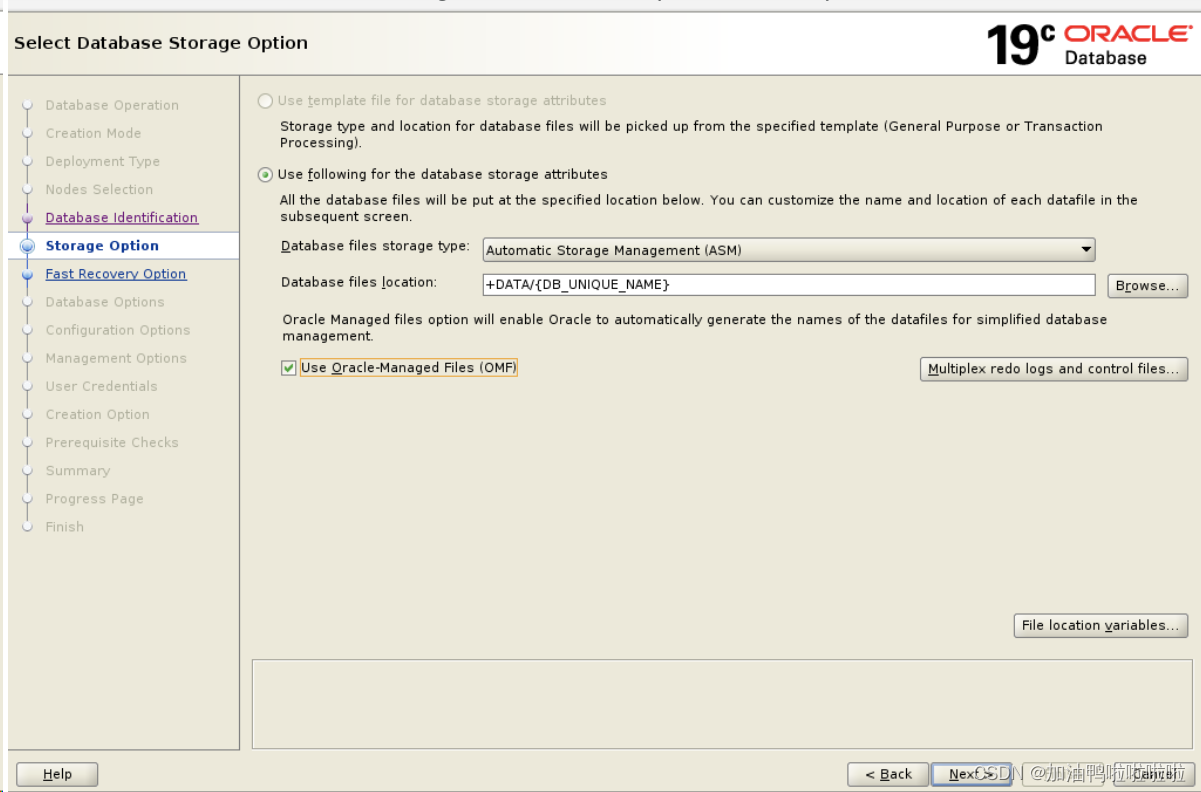 Select Database Storage Option
19c ORACLE
Database
Database Operation
Creation Mode
Deployment Type
Nodes Selection
Database Identification
Storage Option
Fast Recovery Option
Database Options
Configuration Options
Management Options
User Credentials
Creation Option
Prerequisite Checks
Summary
Progress Page
Finish
Use template file for database storage attributes
Storage type and location for database files will be picked up from the specified template (General Purpose or Transaction
Processing).
Use following for the database storage attributes
All the database files will be put at the specified location below. You can customize the name and location of each datafile in the
subsequent screen.
Database files storage type: Automatic Storage Management (ASM)
Database files location: +DATA/{DB_UNIQUE_NAME} Browse...
Oracle Managed files option will enable Oracle to automatically generate the names of the datafiles for simplified database
management.
Use Oracle-Managed Files (OMF) Multiplex redo logs and control files...
File location variables...
Help < Back Next > Cancel
CSDN @加油鸭啦啦啦啦